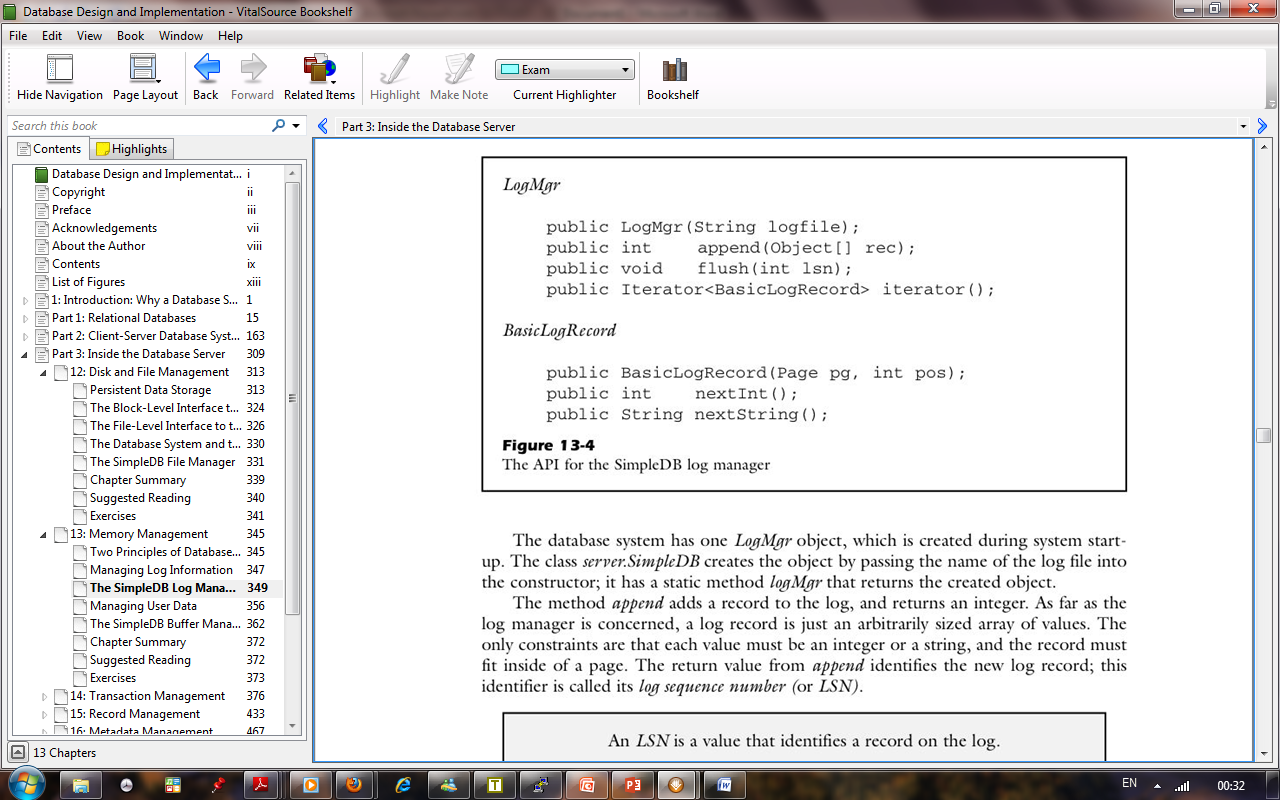 Database Design and Implementation - VitalSource Bookshelf
File Edit View Book Window Help
Hide Navigation Page Layout Back Forward Related Items Highlight Make Note Exam Current Highlighter Bookshelf
Search this book
Part 3: Inside the Database Server
Contents Highlights
Database Design and Implementat... i
Copyright ii
Preface iii
Acknowledgements vii
About the Author viii
Contents ix
List of Figures xiii
1: Introduction: Why a Database S... 1
Part 1: Relational Databases 15
Part 2: Client-Server Database Syst... 163
Part 3: Inside the Database Server 309
12: Disk and File Management 313
Persistent Data Storage 313
The Block-Level Interface t... 324
The File-Level Interface to t... 326
The Database System and t... 330
The SimpleDB File Manager 331
Chapter Summary 339
Suggested Reading 340
Exercises 341
13: Memory Management 345
Two Principles of Database... 345
Managing Log Information 347
The SimpleDB Log Mana... 349
Managing User Data 356
The SimpleDB Buffer Mana... 362
Chapter Summary 372
Suggested Reading 372
Exercises 373
14: Transaction Management 376
15: Record Management 433
16: Metadata Management 467
13 Chapters
LogMgr
public LogMgr(String logfile);
public int append(Object[] rec);
public void flush(int lsn);
public Iterator<BasicLogRecord> iterator();
BasicLogRecord
public BasicLogRecord(Page pg, int pos);
public int nextInt();
public String nextString();
Figure 13-4
The API for the SimpleDB log manager
The database system has one LogMgr object, which is created during system start-
up. The class server.SimpleDB creates the object by passing the name of the log file into
the constructor; it has a static method logMgr that returns the created object.
The method append adds a record to the log, and returns an integer. As far as the
log manager is concerned, a log record is just an arbitrarily sized array of values. The
only constraints are that each value must be an integer or a string, and the record must
fit inside of a page. The return value from append identifies the new log record; this
identifier is called its log sequence number (or LSN).
An LSN is a value that identifies a record on the log.
EN 00:32